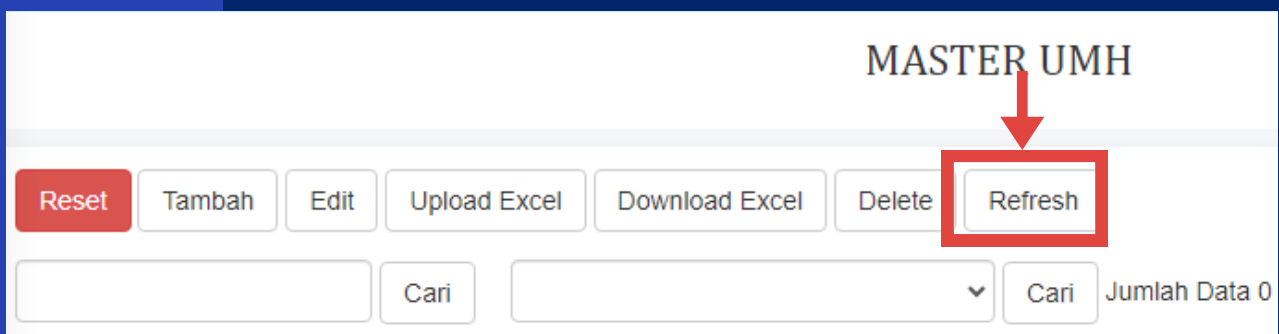 MASTER UMH
Reset Tambah Edit Upload Excel Download Excel Delete Refresh
Cari Cari Jumlah Data 0